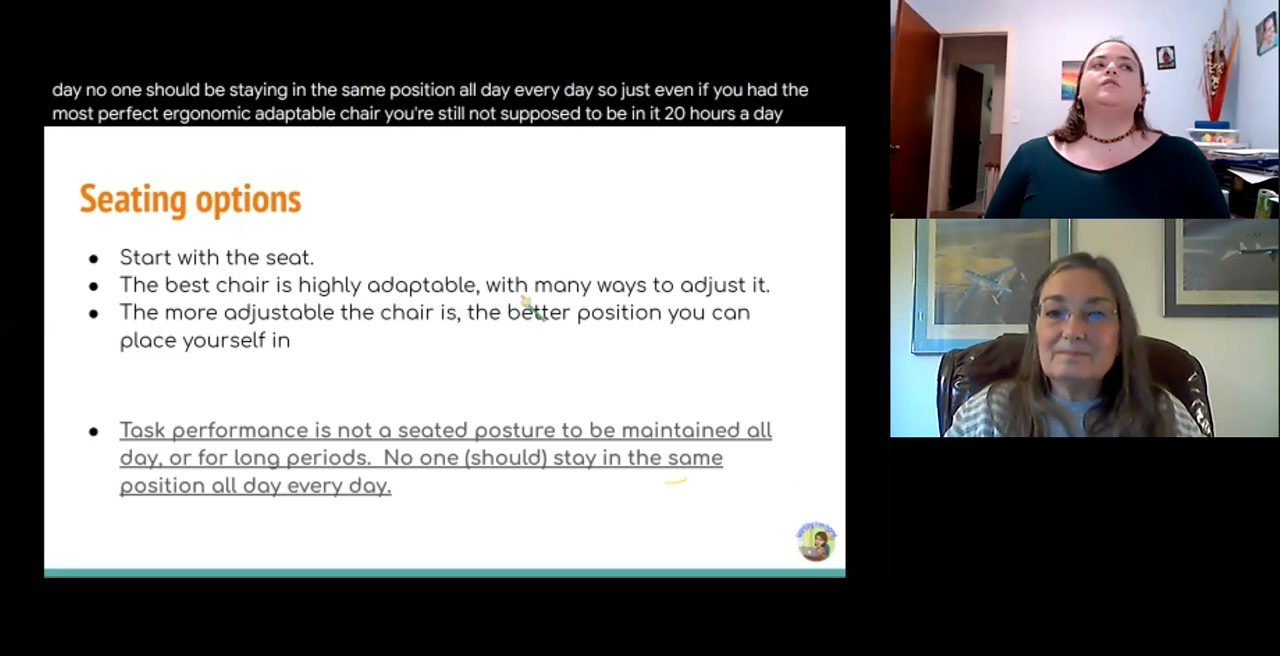 day no one should be staying in the same position all day every day so just even if you had the
most perfect ergonomic adaptable chair you're still not supposed to be in it 20 hours a day
Seating options
● Start with the seat.
● The best chair is highly adaptable, with many ways to adjust it.
● The more adjustable the chair is, the better position you can
place yourself in
● Task performance is not a seated posture to be maintained all
day, or for long periods.  No one (should) stay in the same
position all day every day.